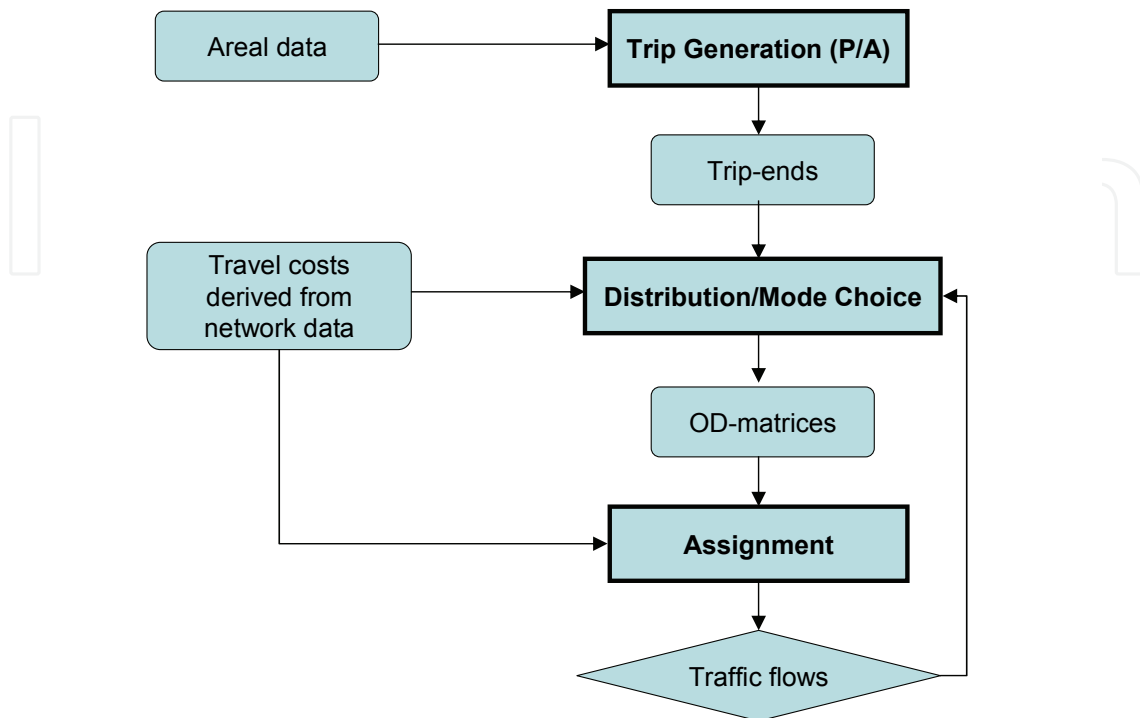 Areal data
Trip Generation (P/A)
Trip-ends
Travel costs
derived from
network data
Distribution/Mode Choice
OD-matrices
Assignment
Traffic flows